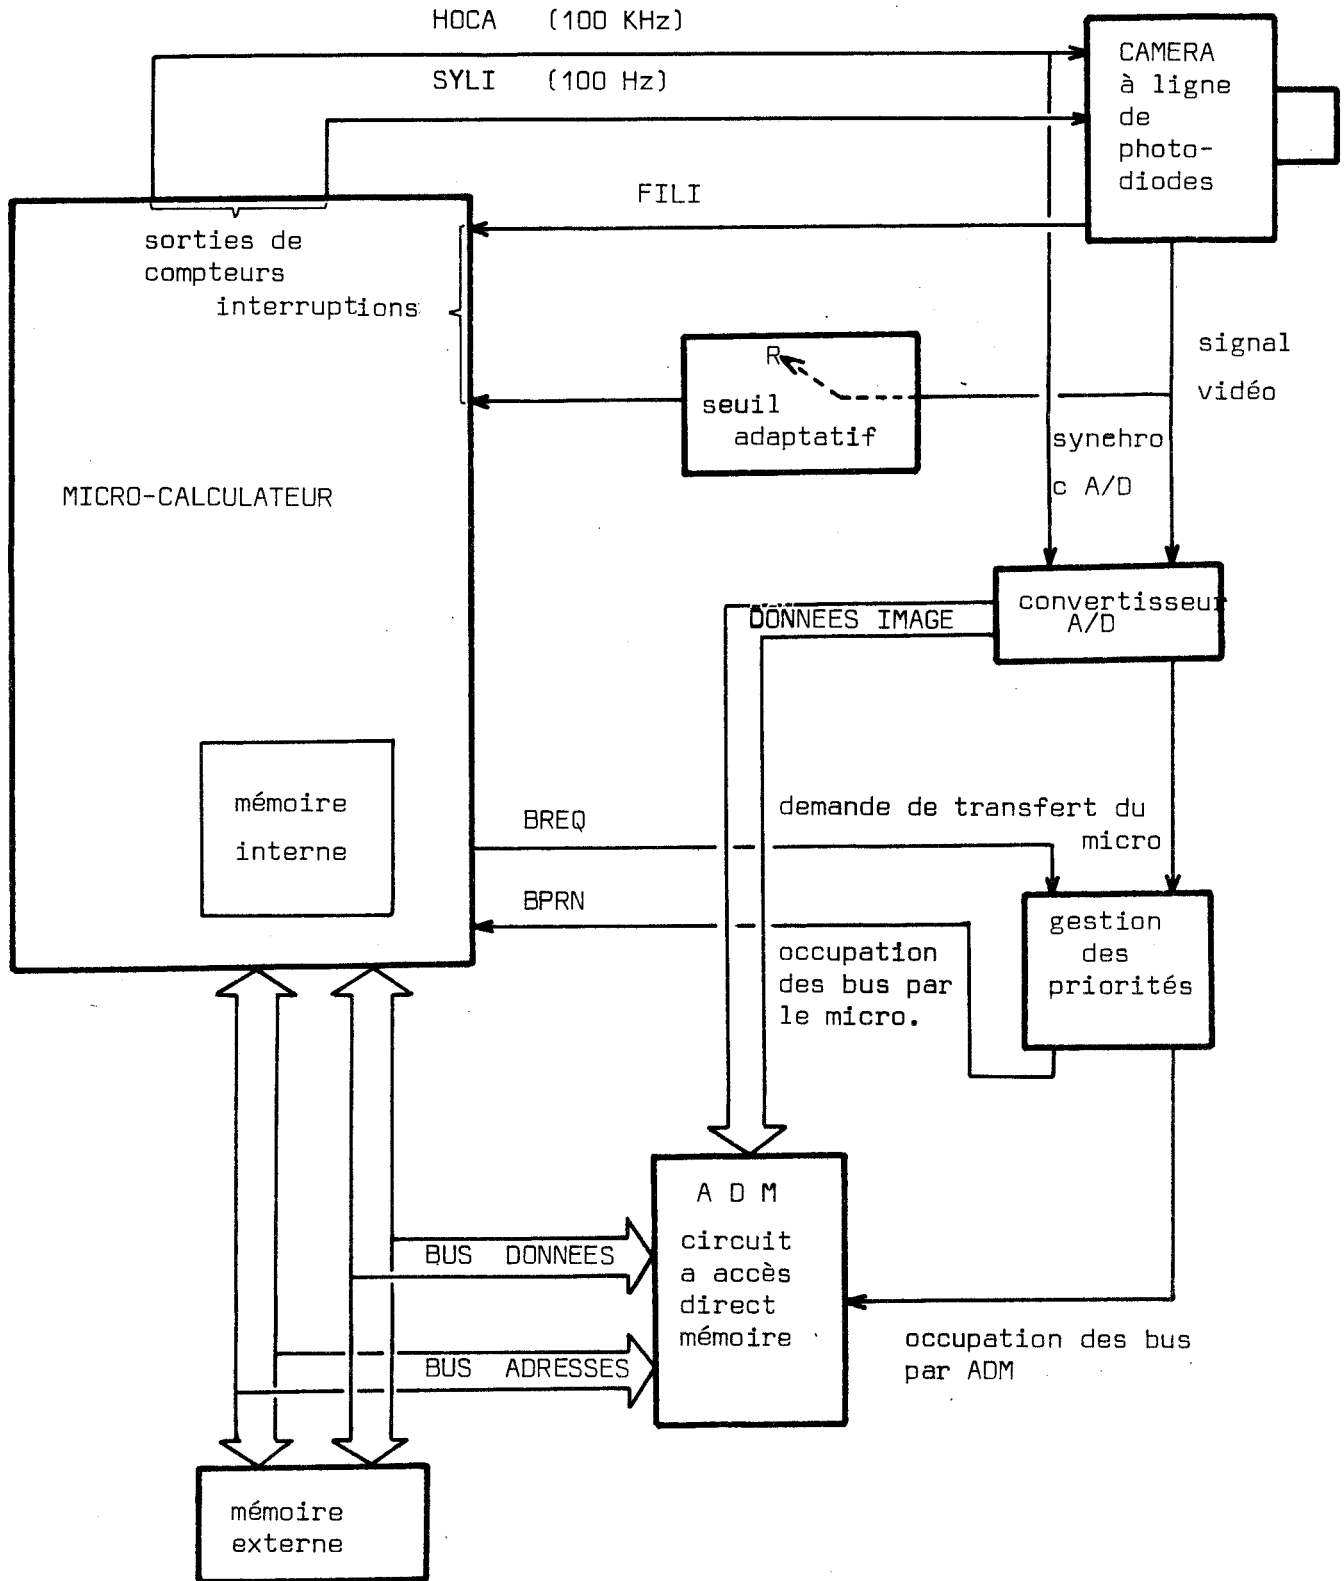 HOCA (100 KHz)
SYLI (100 Hz)
CAMERA
à ligne
de
photo-
diodes
FILI
sorties de
compteurs
interruptions
signal
vidéo
R
seuil
adaptatif
synehro
c A/D
MICRO-CALCULATEUR
convertisseur
A/D
DONNEES IMAGE
mémoire
interne
BREQ
demande de transfert du
micro
BPRN
gestion
des
priorités
occupation
des bus par
le micro.
A D M
circuit
a accès
direct
mémoire
BUS DONNEES
BUS ADRESSES
occupation des bus
par ADM
mémoire
externe